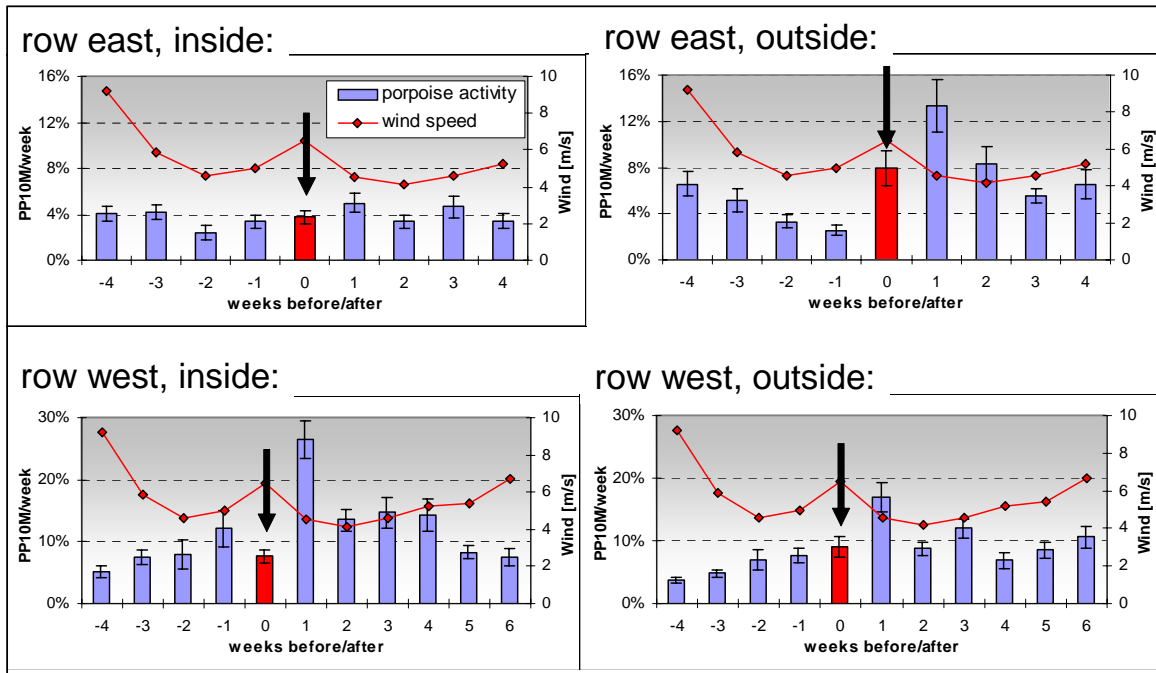 row east, inside:
16%
12%
8%
4%
0%
PP10M/week
10
8
6
4
2
0
Wind [m/s]
porpoise activity
wind speed
-4 -3 -2 -1 0 1 2 3 4
weeks before/after
row east, outside:
16%
12%
8%
4%
0%
PP10M/week
10
8
6
4
2
0
Wind [m/s]
-4 -3 -2 -1 0 1 2 3 4
weeks before/after
row west, inside:
30%
20%
10%
0%
PP10M/week
10
8
6
4
2
0
Wind [m/s]
-4 -3 -2 -1 0 1 2 3 4 5 6
weeks before/after
row west, outside:
30%
20%
10%
0%
PP10M/week
10
8
6
4
2
0
Wind [m/s]
-4 -3 -2 -1 0 1 2 3 4 5 6
weeks before/after